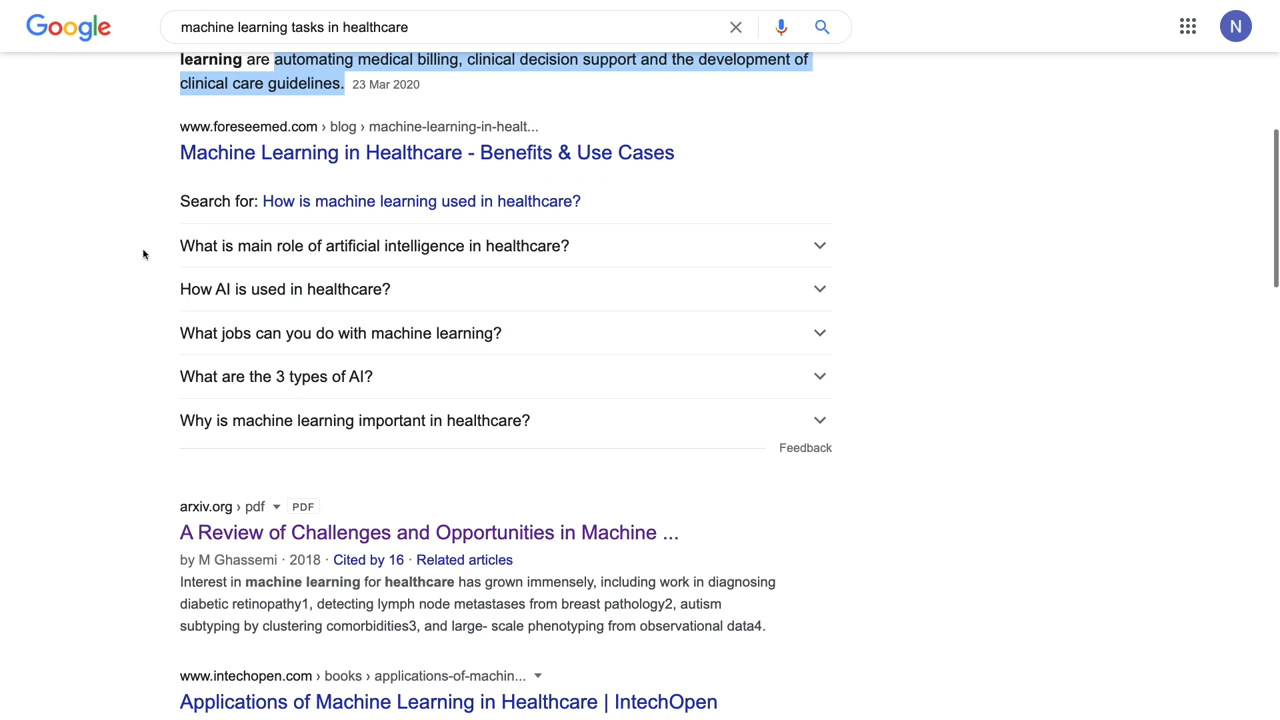 Google
machine learning tasks in healthcare
N
learning are automating medical billing, clinical decision support and the development of
clinical care guidelines. 23 Mar 2020
www.foreseemed.com › blog › machine-learning-in-healt...
Machine Learning in Healthcare - Benefits & Use Cases
Search for: How is machine learning used in healthcare?
What is main role of artificial intelligence in healthcare?
How AI is used in healthcare?
What jobs can you do with machine learning?
What are the 3 types of AI?
Why is machine learning important in healthcare?
Feedback
arxiv.org › pdf PDF
A Review of Challenges and Opportunities in Machine ...
by M Ghassemi · 2018 · Cited by 16 · Related articles
Interest in machine learning for healthcare has grown immensely, including work in diagnosing
diabetic retinopathy1, detecting lymph node metastases from breast pathology2, autism
subtyping by clustering comorbidities3, and large- scale phenotyping from observational data4.
www.intechopen.com › books › applications-of-machin...
Applications of Machine Learning in Healthcare | IntechOpen